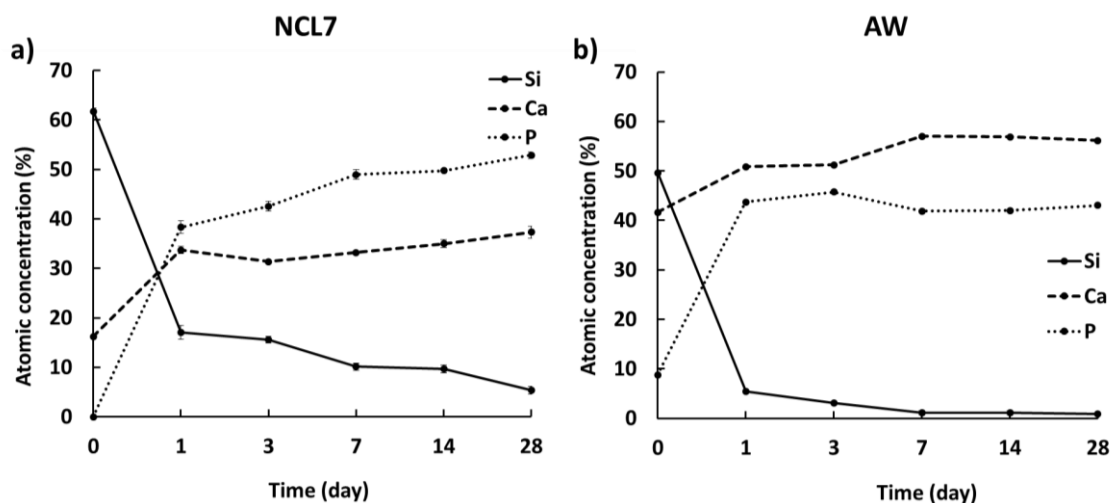 NCL7
a)
70
60
50
40
30
20
10
0
Atomic concentration (%)
Si
Ca
P
0 1 3 7 14 28
Time (day)
AW
b)
70
60
50
40
30
20
10
0
Atomic concentration (%)
Si
Ca
P
0 1 3 7 14 28
Time (day)